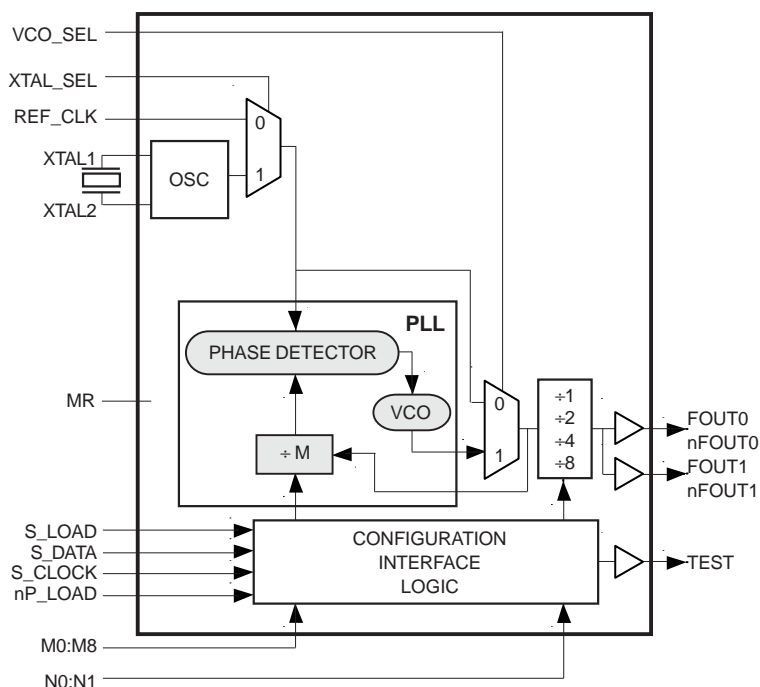 VCO_SEL
XTAL_SEL
REF_CLK
0
XTAL1
OSC
1
XTAL2
PLL
PHASE DETECTOR
MR
VCO
0
1
÷ M
÷1
÷2
÷4
÷8
FOUT0
nFOUT0
FOUT1
nFOUT1
S_LOAD
S_DATA
S_CLOCK
nP_LOAD
CONFIGURATION
INTERFACE
LOGIC
TEST
M0:M8
N0:N1